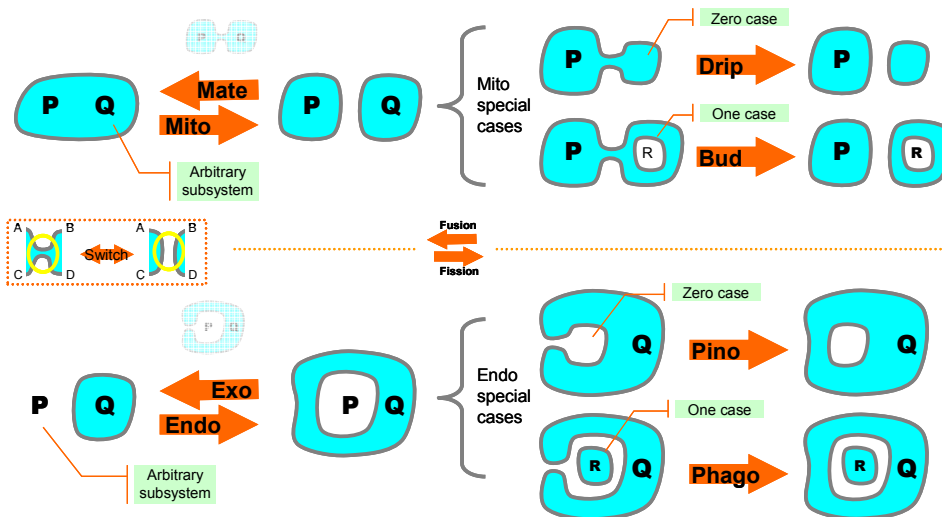 P Q
Mate
Mito
P Q
P Q
Arbitrary
subsystem
Mito
special
cases
Zero case
P
Drip
P
One case
P
R
Bud
P
R
A B
C D
Switch
A B
C D
Fusion
Fission
P Q
P
Q
Exo
Endo
P Q
Arbitrary
subsystem
Endo
special
cases
Zero case
Q
Pino
Q
One case
R
Q
Phago
R
Q